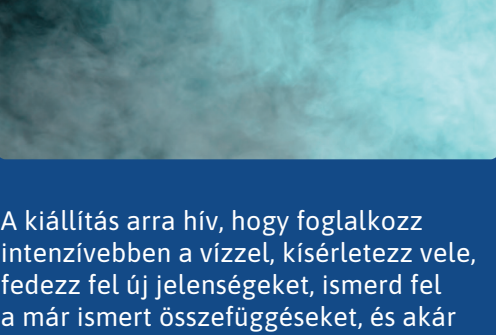 A kiállítás arra hív, hogy foglalkozz
intenzívebben a vízzel, kísérletezz vele,
fedezz fel új jelenségeket, ismerd fel
a már ismert összefüggéseket, és akár